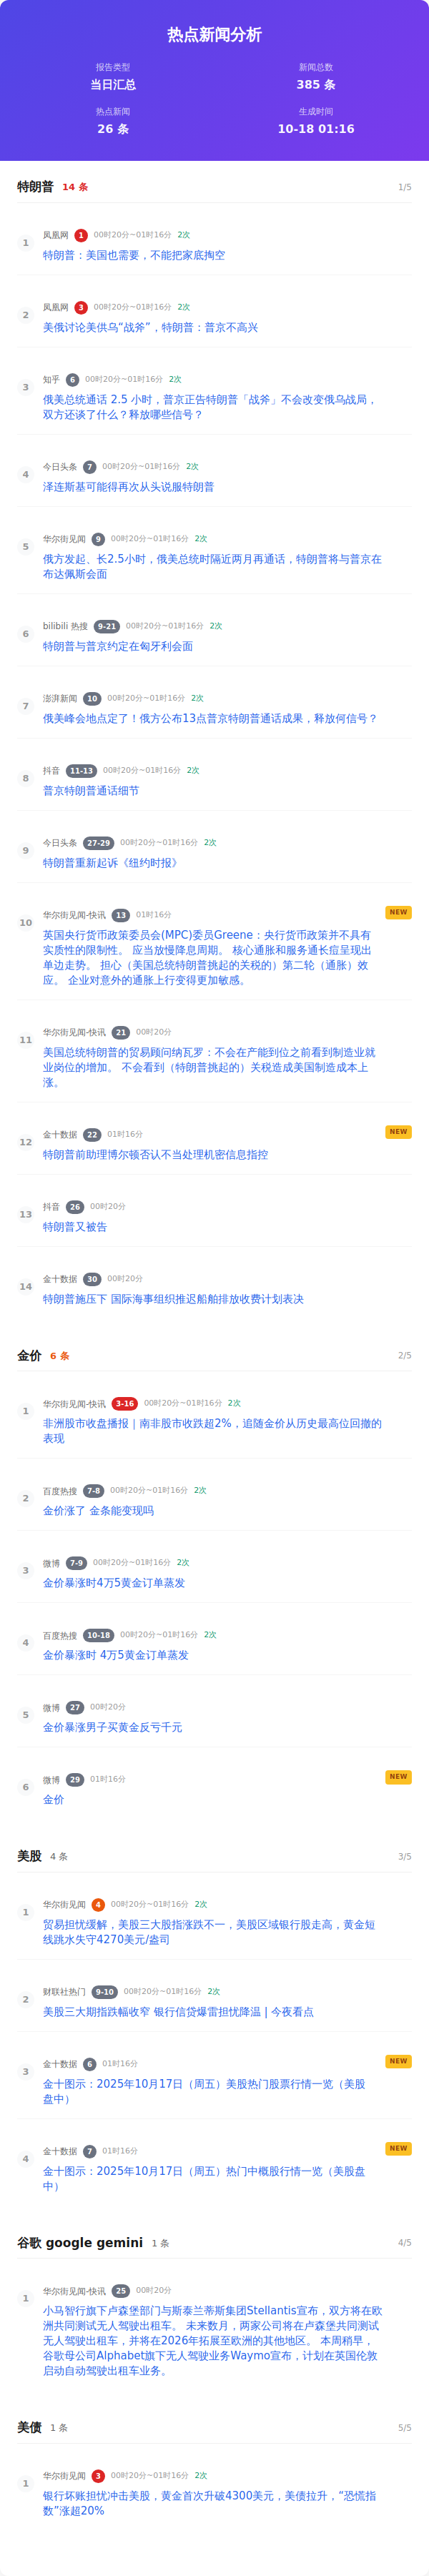 热点新闻分析
报告类型
当日汇总
新闻总数
385 条
热点新闻
26 条
生成时间
10-18 01:16
特朗普 14 条 1/5
1
凤凰网 1 00时20分~01时16分 2次
特朗普：美国也需要，不能把家底掏空
2
凤凰网 3 00时20分~01时16分 2次
美俄讨论美供乌“战斧”，特朗普：普京不高兴
3
知乎 6 00时20分~01时16分 2次
俄美总统通话 2.5 小时，普京正告特朗普「战斧」不会改变俄乌战局，
双方还谈了什么？释放哪些信号？
4
今日头条 7 00时20分~01时16分 2次
泽连斯基可能得再次从头说服特朗普
5
华尔街见闻 9 00时20分~01时16分 2次
俄方发起、长2.5小时，俄美总统时隔近两月再通话，特朗普将与普京在
布达佩斯会面
6
bilibili 热搜 9-21 00时20分~01时16分 2次
特朗普与普京约定在匈牙利会面
7
澎湃新闻 10 00时20分~01时16分 2次
俄美峰会地点定了！俄方公布13点普京特朗普通话成果，释放何信号？
8
抖音 11-13 00时20分~01时16分 2次
普京特朗普通话细节
9
今日头条 27-29 00时20分~01时16分 2次
特朗普重新起诉《纽约时报》
10
华尔街见闻-快讯 13 01时16分 NEW
英国央行货币政策委员会(MPC)委员Greene：央行货币政策并不具有
实质性的限制性。 应当放慢降息周期。 核心通胀和服务通长痘呈现出
单边走势。 担心（美国总统特朗普挑起的关税的）第二轮（通胀）效
应。 企业对意外的通胀上行变得更加敏感。
11
华尔街见闻-快讯 21 00时20分
美国总统特朗普的贸易顾问纳瓦罗：不会在产能到位之前看到制造业就
业岗位的增加。 不会看到（特朗普挑起的）关税造成美国制造成本上
涨。
12
金十数据 22 01时16分 NEW
特朗普前助理博尔顿否认不当处理机密信息指控
13
抖音 26 00时20分
特朗普又被告
14
金十数据 30 00时20分
特朗普施压下 国际海事组织推迟船舶排放收费计划表决
金价 6 条 2/5
1
华尔街见闻-快讯 3-16 00时20分~01时16分 2次
非洲股市收盘播报｜南非股市收跌超2%，追随金价从历史最高位回撤的
表现
2
百度热搜 7-8 00时20分~01时16分 2次
金价涨了 金条能变现吗
3
微博 7-9 00时20分~01时16分 2次
金价暴涨时4万5黄金订单蒸发
4
百度热搜 10-18 00时20分~01时16分 2次
金价暴涨时 4万5黄金订单蒸发
5
微博 27 00时20分
金价暴涨男子买黄金反亏千元
6
微博 29 01时16分 NEW
金价
美股 4 条 3/5
1
华尔街见闻 4 00时20分~01时16分 2次
贸易担忧缓解，美股三大股指涨跌不一，美股区域银行股走高，黄金短
线跳水失守4270美元/盎司
2
财联社热门 9-10 00时20分~01时16分 2次
美股三大期指跌幅收窄 银行信贷爆雷担忧降温 | 今夜看点
3
金十数据 6 01时16分 NEW
金十图示：2025年10月17日（周五）美股热门股票行情一览（美股
盘中）
4
金十数据 7 01时16分 NEW
金十图示：2025年10月17日（周五）热门中概股行情一览（美股盘
中）
谷歌 google gemini 1 条 4/5
1
华尔街见闻-快讯 25 00时20分
小马智行旗下卢森堡部门与斯泰兰蒂斯集团Stellantis宣布，双方将在欧
洲共同测试无人驾驶出租车。 未来数月，两家公司将在卢森堡共同测试
无人驾驶出租车，并将在2026年拓展至欧洲的其他地区。 本周稍早，
谷歌母公司Alphabet旗下无人驾驶业务Waymo宣布，计划在英国伦敦
启动自动驾驶出租车业务。
美债 1 条 5/5
1
华尔街见闻 3 00时20分~01时16分 2次
银行坏账担忧冲击美股，黄金首次升破4300美元，美债拉升，“恐慌指
数”涨超20%